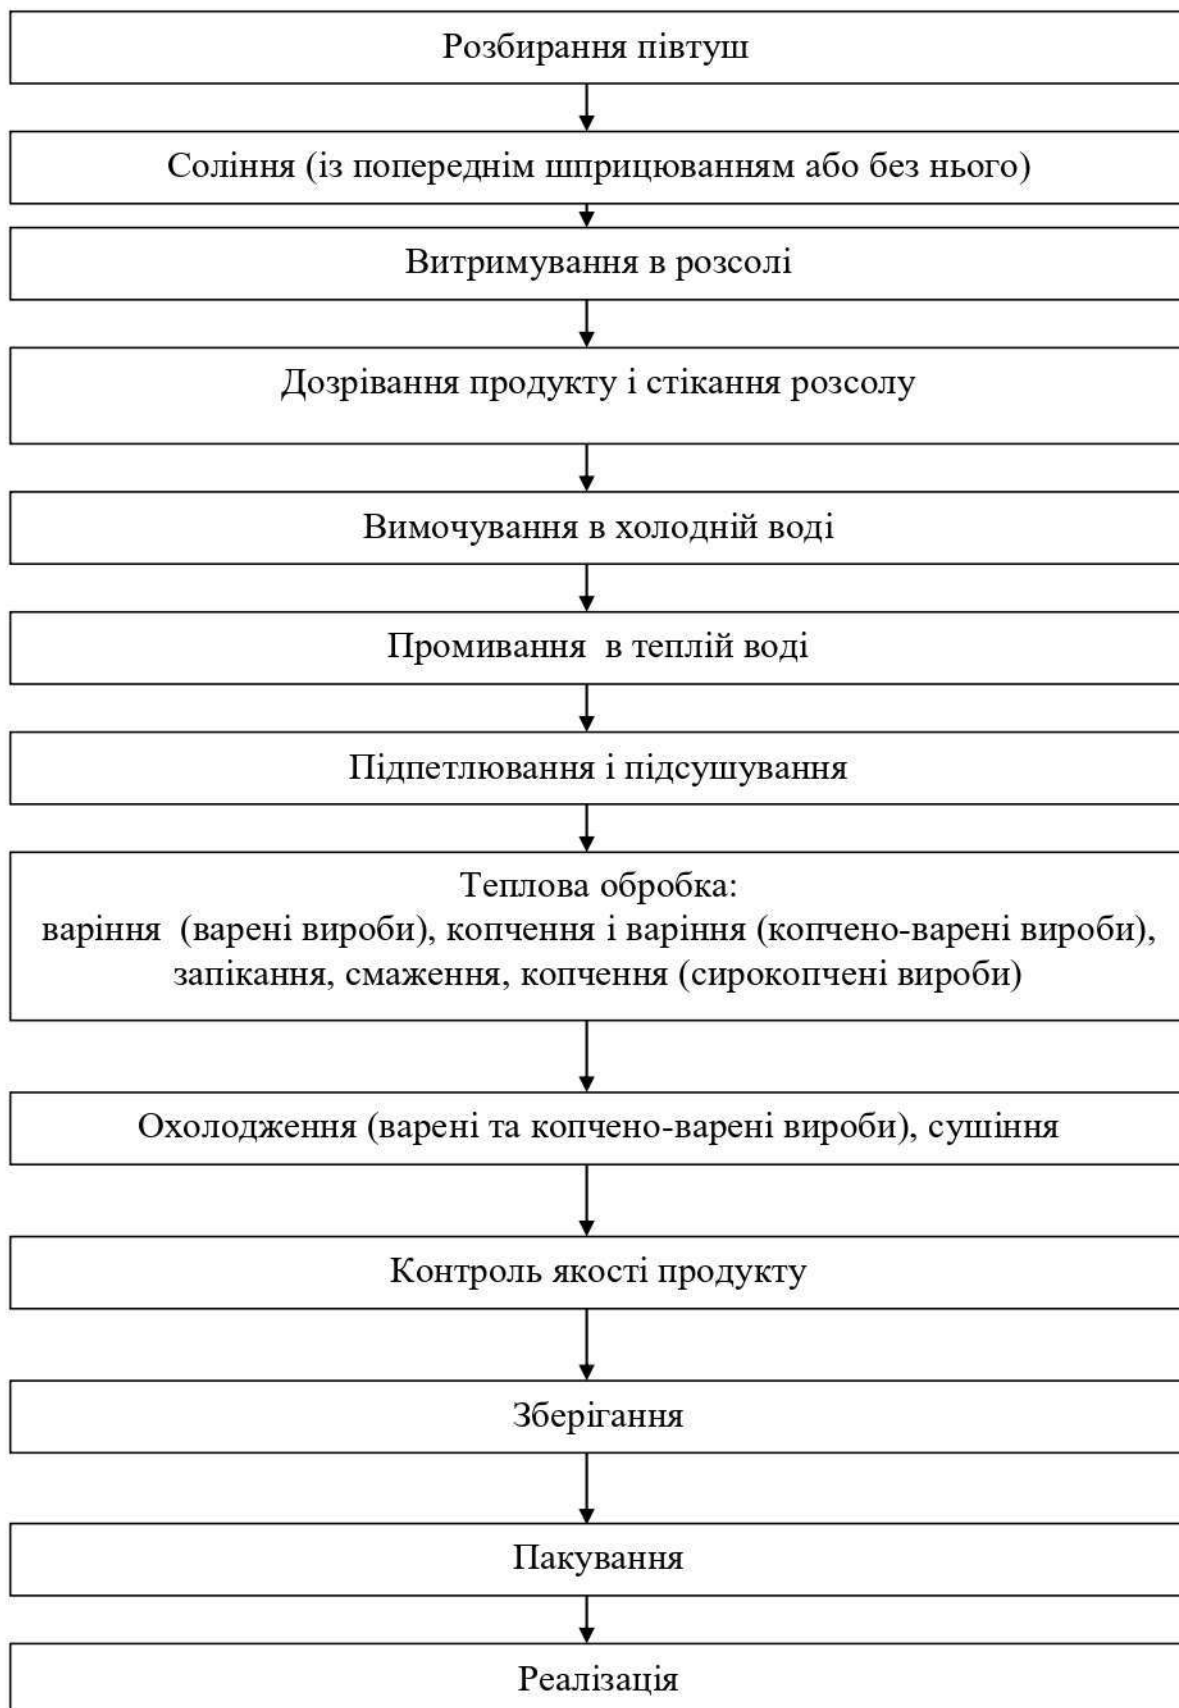 Розбирання півтуш
Соління (із попереднім шприцюванням або без нього)
Витримування в розсолі
Дозрівання продукту і стікання розсолу
Вимочування в холодній воді
Промивання  в теплій воді
Підпетлювання і підсушування
Теплова обробка:
варіння  (варені вироби), копчення і варіння (копчено-варені вироби),
запікання, смаження, копчення (сирокопчені вироби)
Охолодження (варені та копчено-варені вироби), сушіння
Контроль якості продукту
Зберігання
Пакування
Реалізація